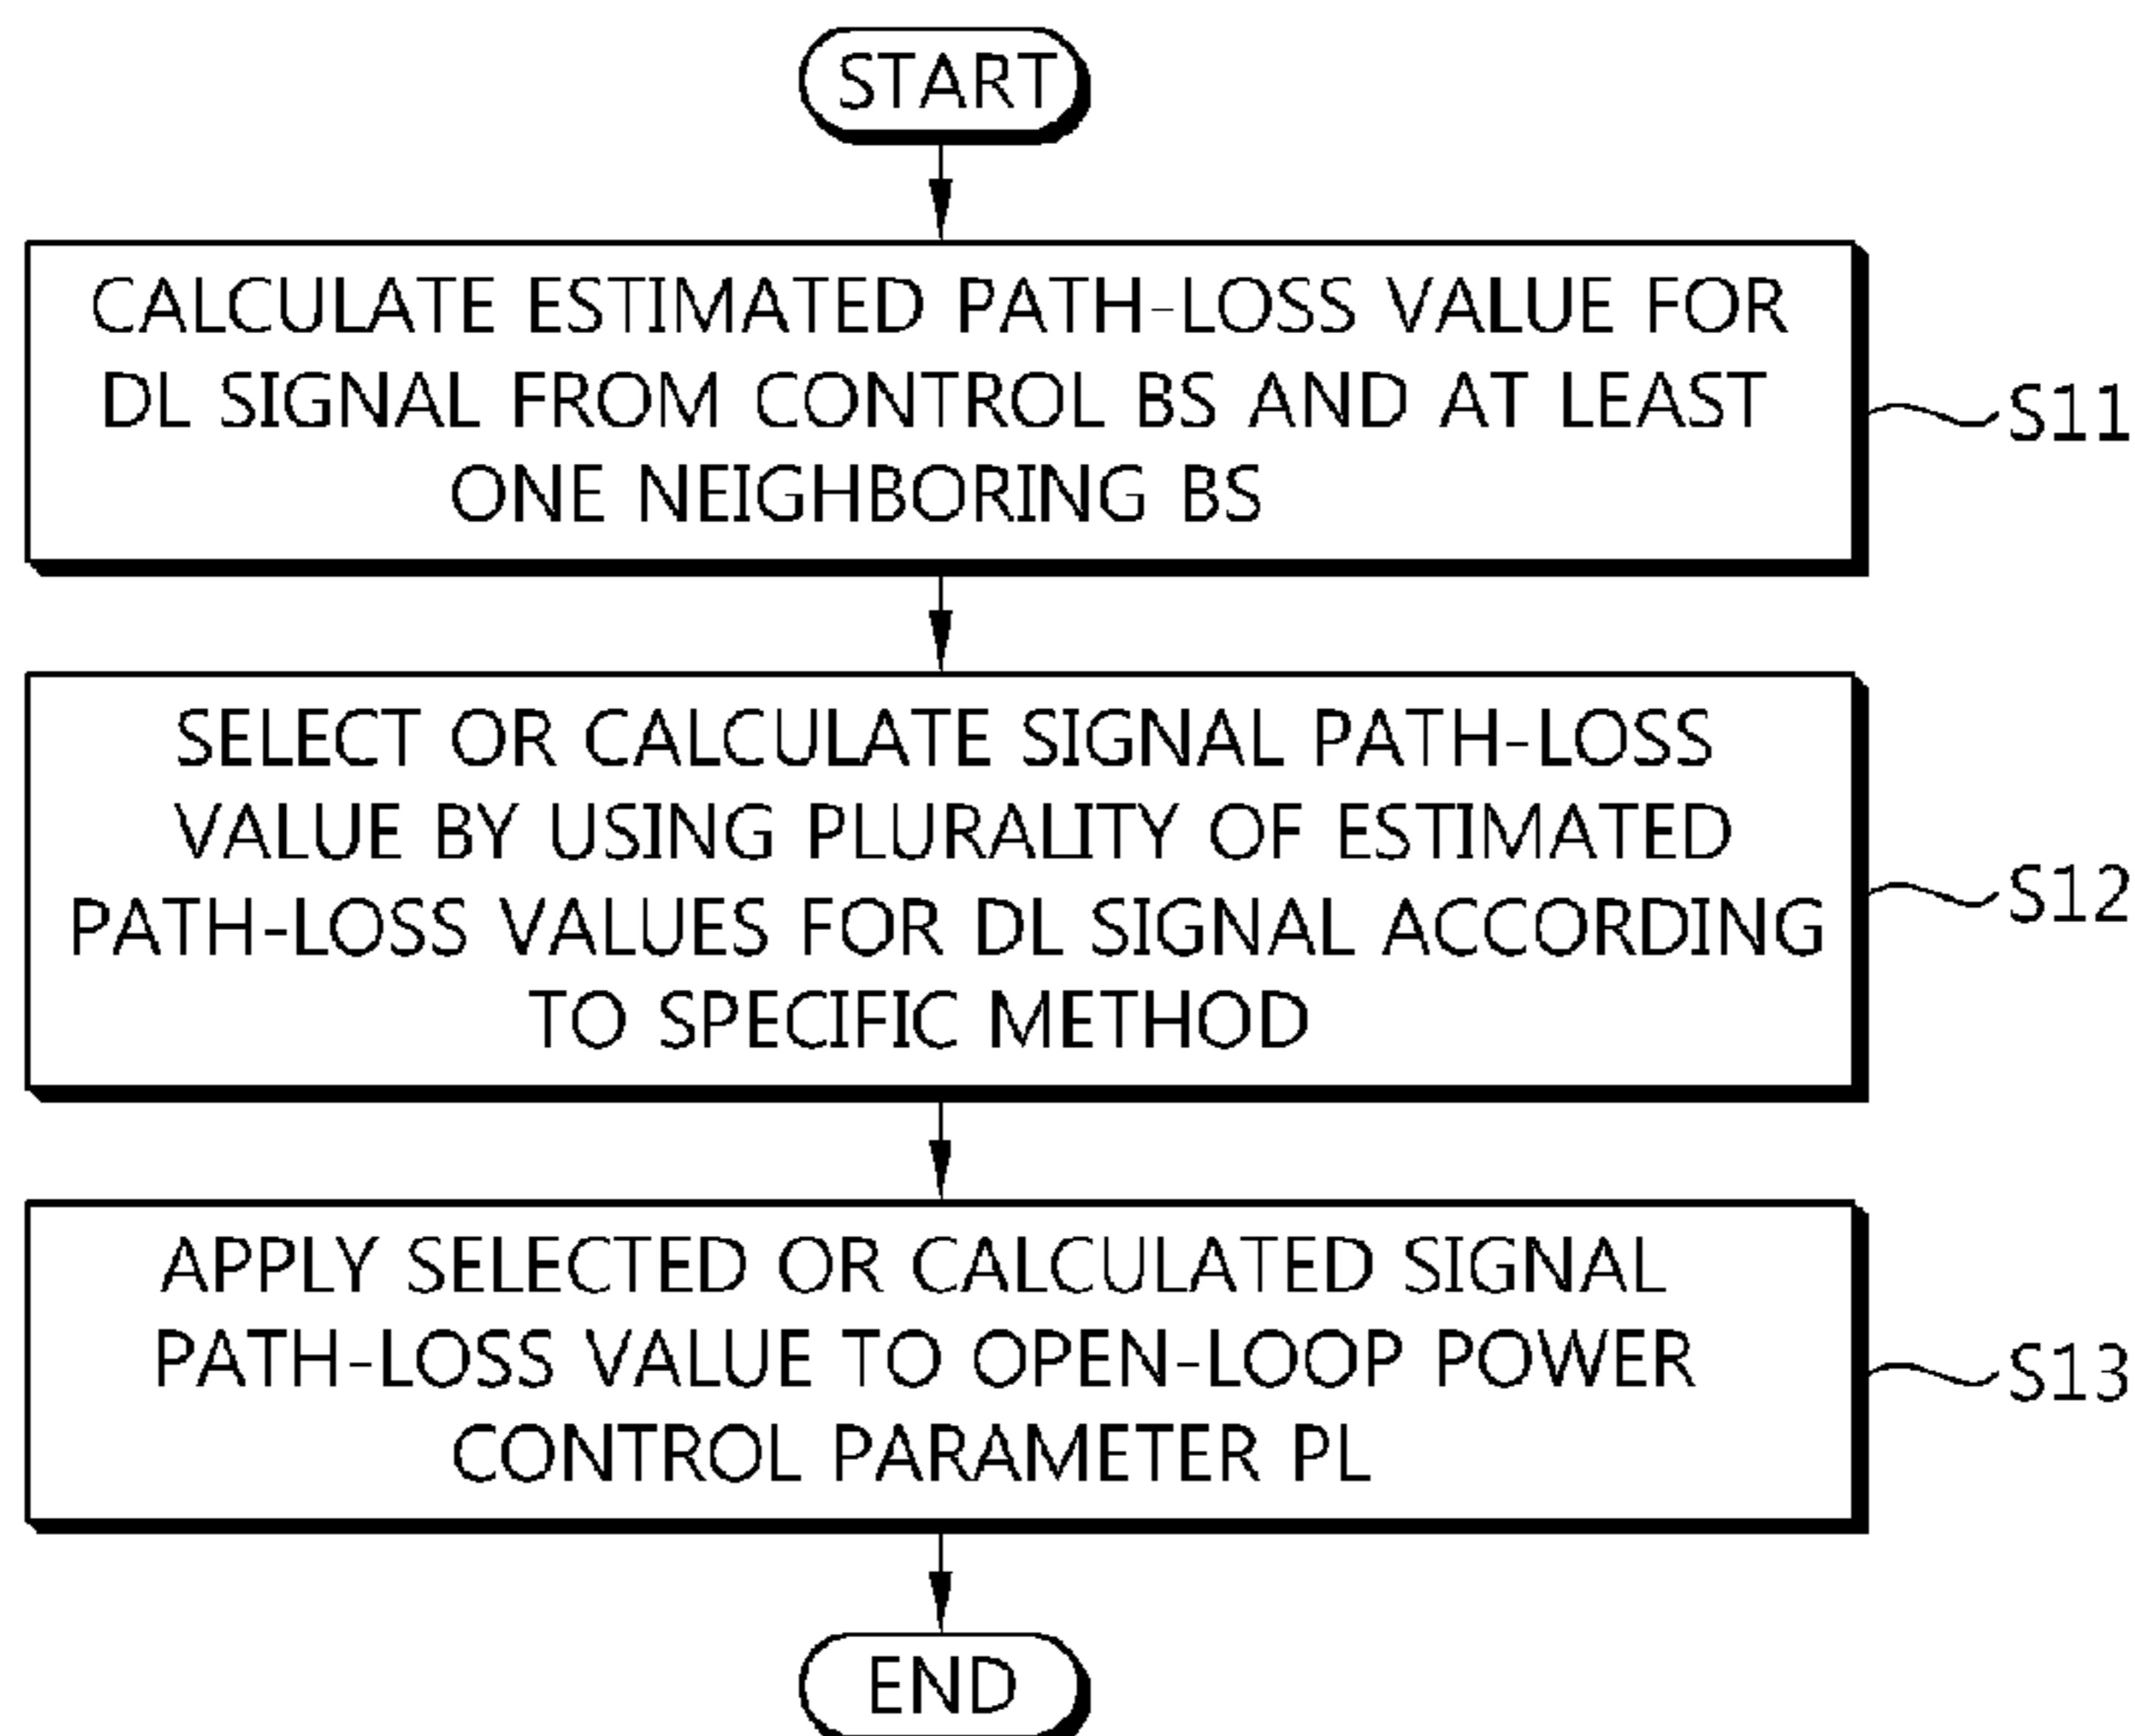 START
CALCULATE ESTIMATED PATH-LOSS VALUE FOR
DL SIGNAL FROM CONTROL BS AND AT LEAST
ONE NEIGHBORING BS
S11
SELECT OR CALCULATE SIGNAL PATH-LOSS
VALUE BY USING PLURALITY OF ESTIMATED
PATH-LOSS VALUES FOR DL SIGNAL ACCORDING
TO SPECIFIC METHOD
S12
APPLY SELECTED OR CALCULATED SIGNAL
PATH-LOSS VALUE TO OPEN-LOOP POWER
CONTROL PARAMETER PL
S13
END